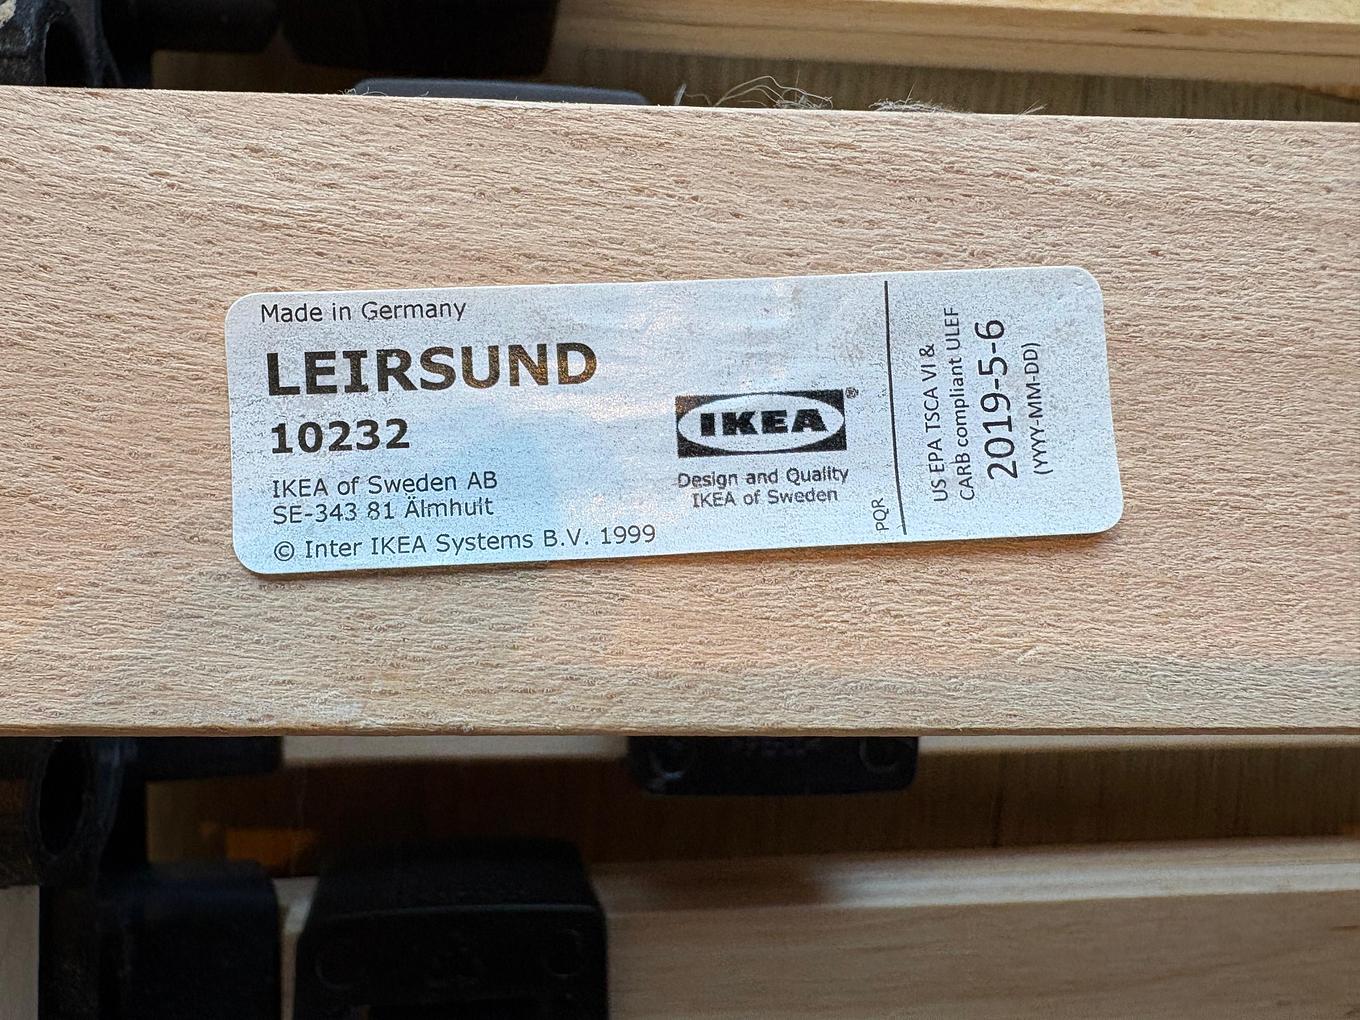 Made in Germany
LEIRSUND
10232
IKEA of Sweden AB
SE-343 81 Älmhult
© Inter IKEA Systems B.V. 1999
IKEA®
Design and Quality
IKEA of Sweden
PQR
US EPA TSCA VI &
CARB compliant ULEF
2019-5-6
(YYYY-MM-DD)